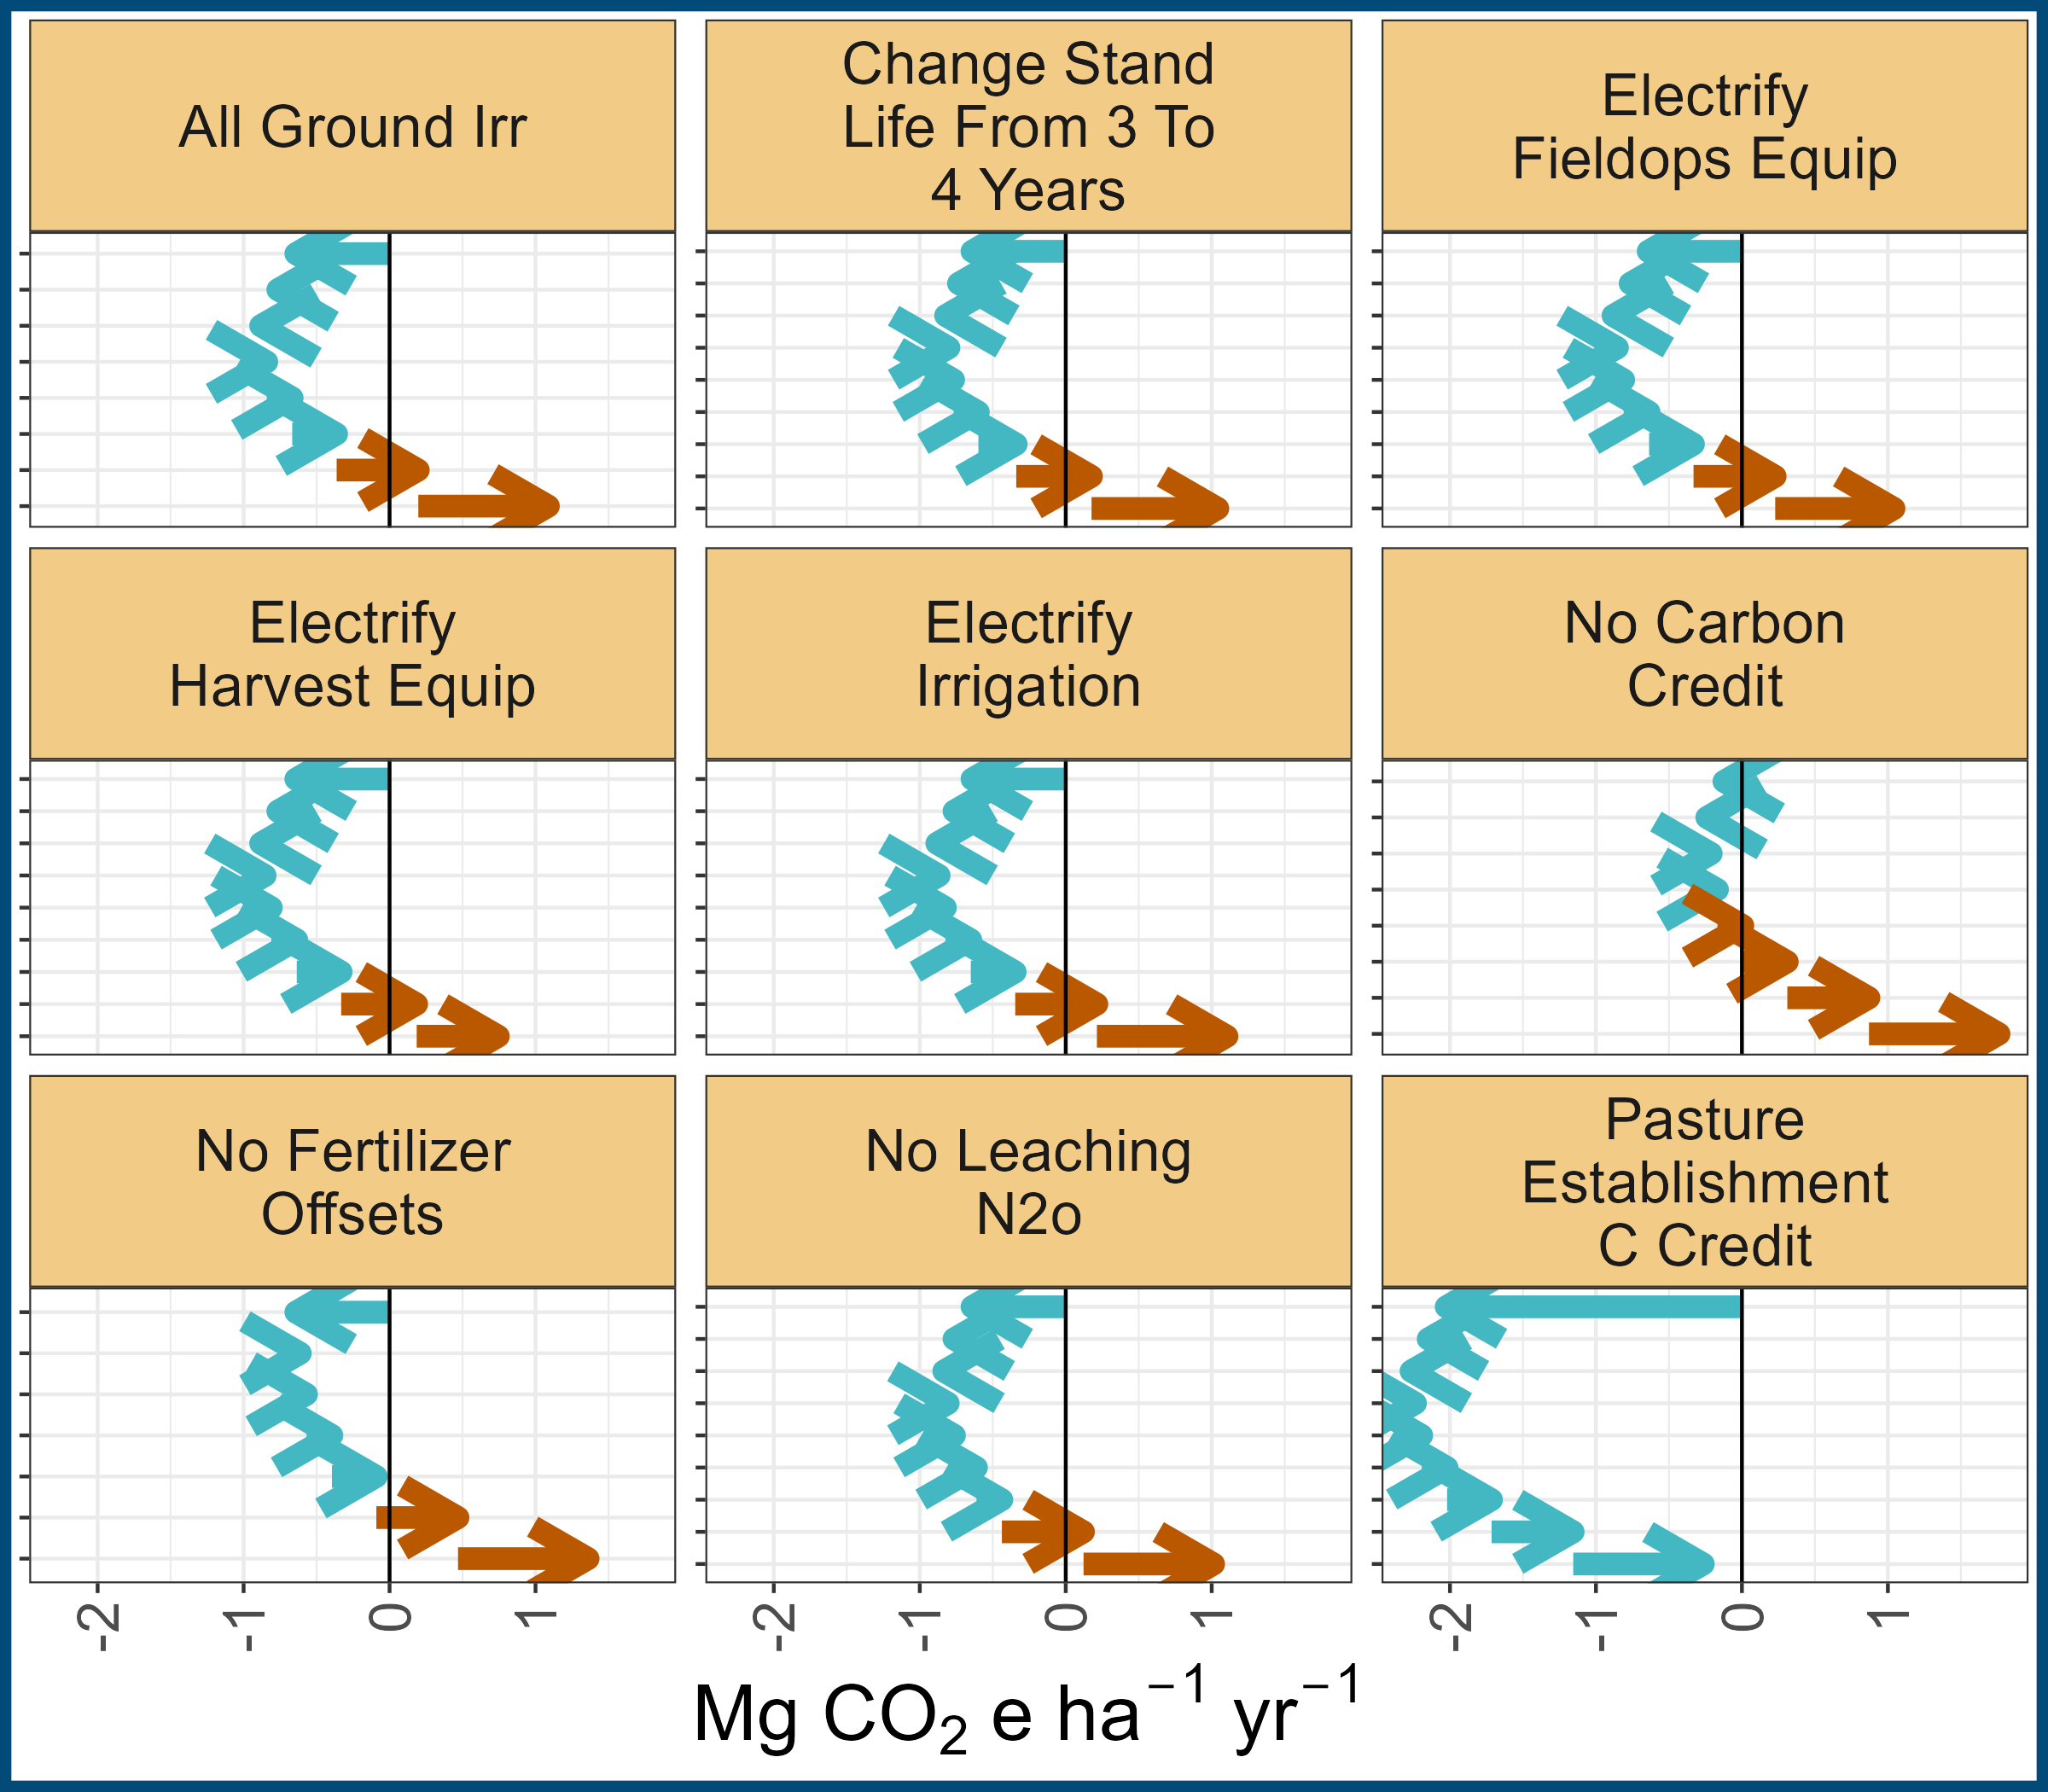 All Ground Irr
Change Stand
Life From 3 To
4 Years
Electrify
Fieldops Equip
Electrify
Harvest Equip
Electrify
Irrigation
No Carbon
Credit
No Fertilizer
Offsets
No Leaching
N2o
Pasture
Establishment
C Credit
-2 -1 0 1 -2 -1 0 1 -2 -1 0 1
Mg CO₂ e ha⁻¹ yr⁻¹